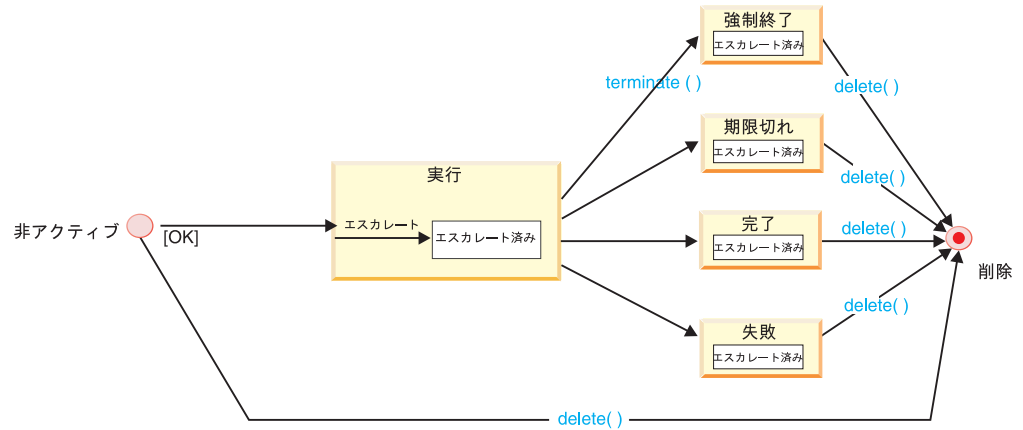 強制終了
エスカレート済み
terminate ( )
delete( )
期限切れ
エスカレート済み
delete( )
実行
エスカレート
エスカレート済み
非アクティブ
[OK]
完了
エスカレート済み
delete( )
削除
失敗
エスカレート済み
delete( )
delete( )